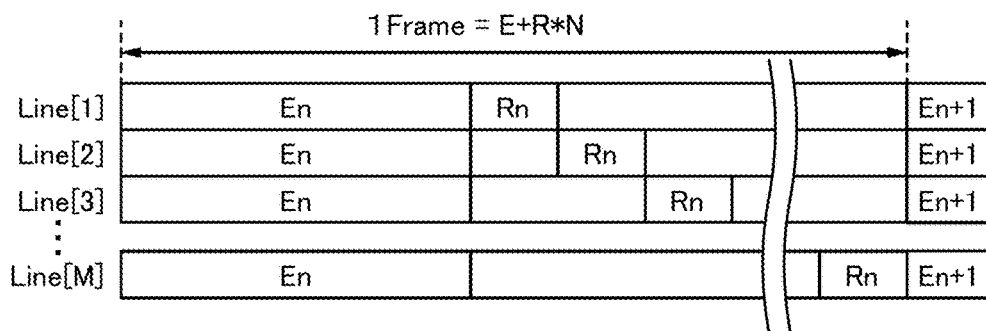 1Frame = E+R*N
Line[1] En Rn En+1
Line[2] En Rn En+1
Line[3] En Rn En+1
Line[M] En Rn En+1